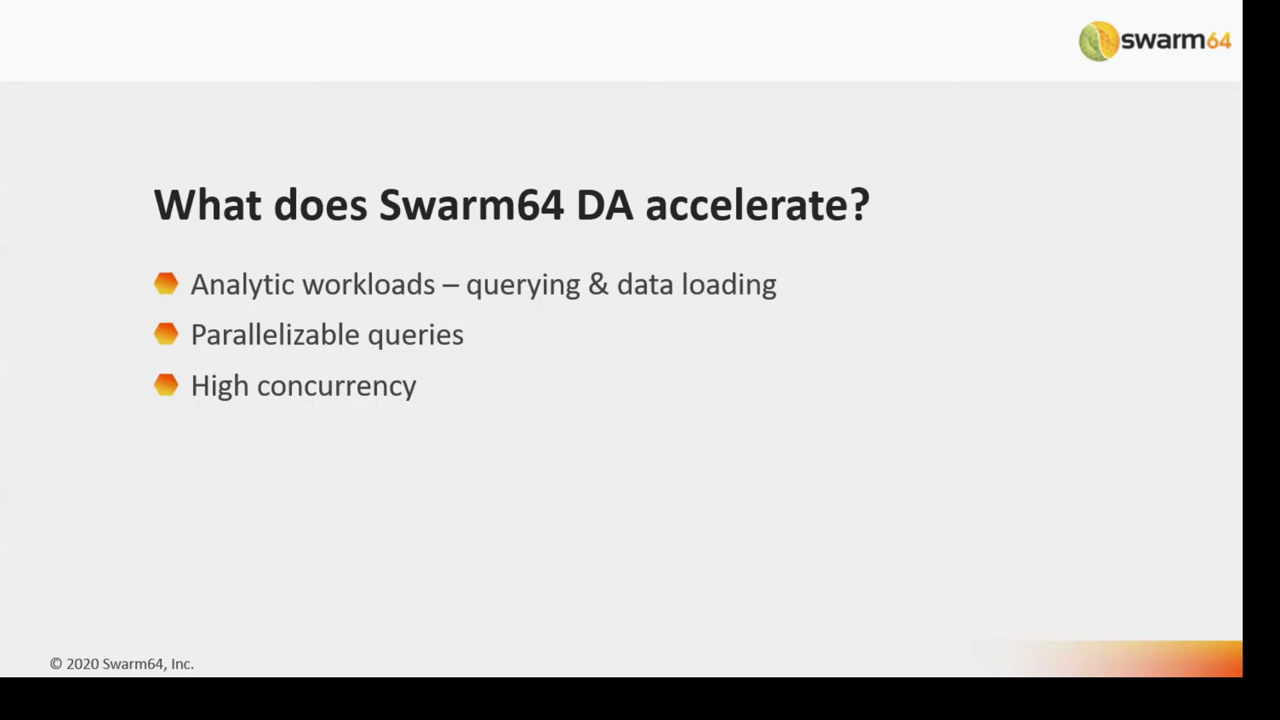 swarm64
What does Swarm64 DA accelerate?
Analytic workloads – querying & data loading
Parallelizable queries
High concurrency
© 2020 Swarm64, Inc.